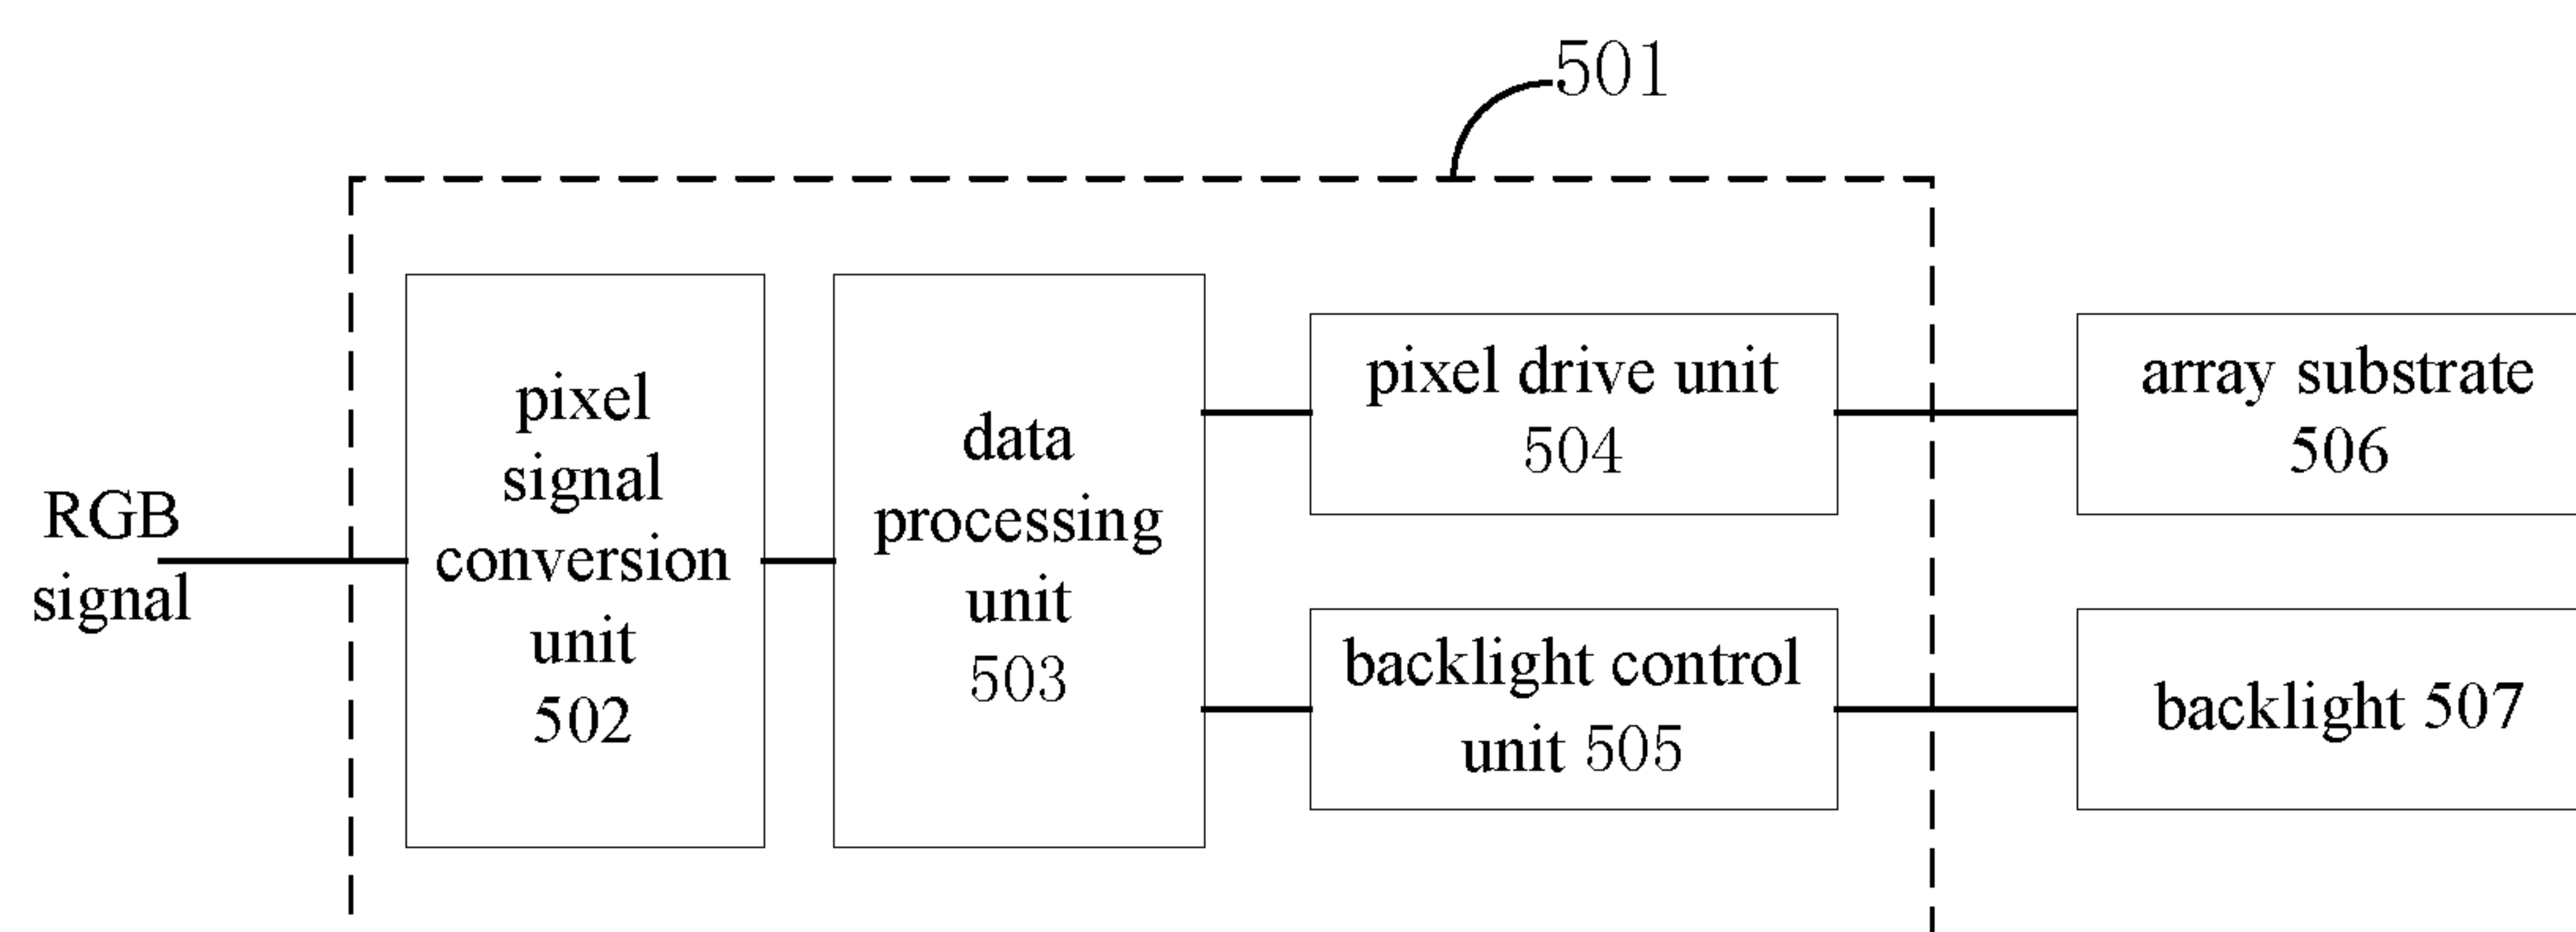 501
RGB
signal
pixel
signal
conversion
unit
502
data
processing
unit
503
pixel drive unit
504
backlight control
unit 505
array substrate
506
backlight 507